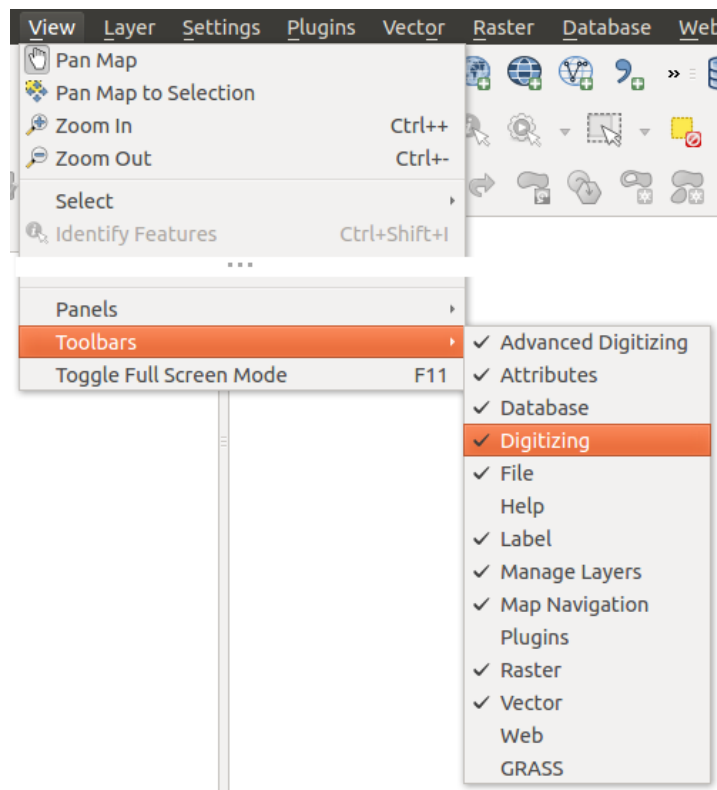 View Layer Settings Plugins Vector Raster Database Web
Pan Map
Pan Map to Selection
Zoom In Ctrl++
Zoom Out Ctrl+-
Select
Identify Features Ctrl+Shift+I
...
Panels
Toolbars
Toggle Full Screen Mode F11
Advanced Digitizing
Attributes
Database
Digitizing
File
Help
Label
Manage Layers
Map Navigation
Plugins
Raster
Vector
Web
GRASS